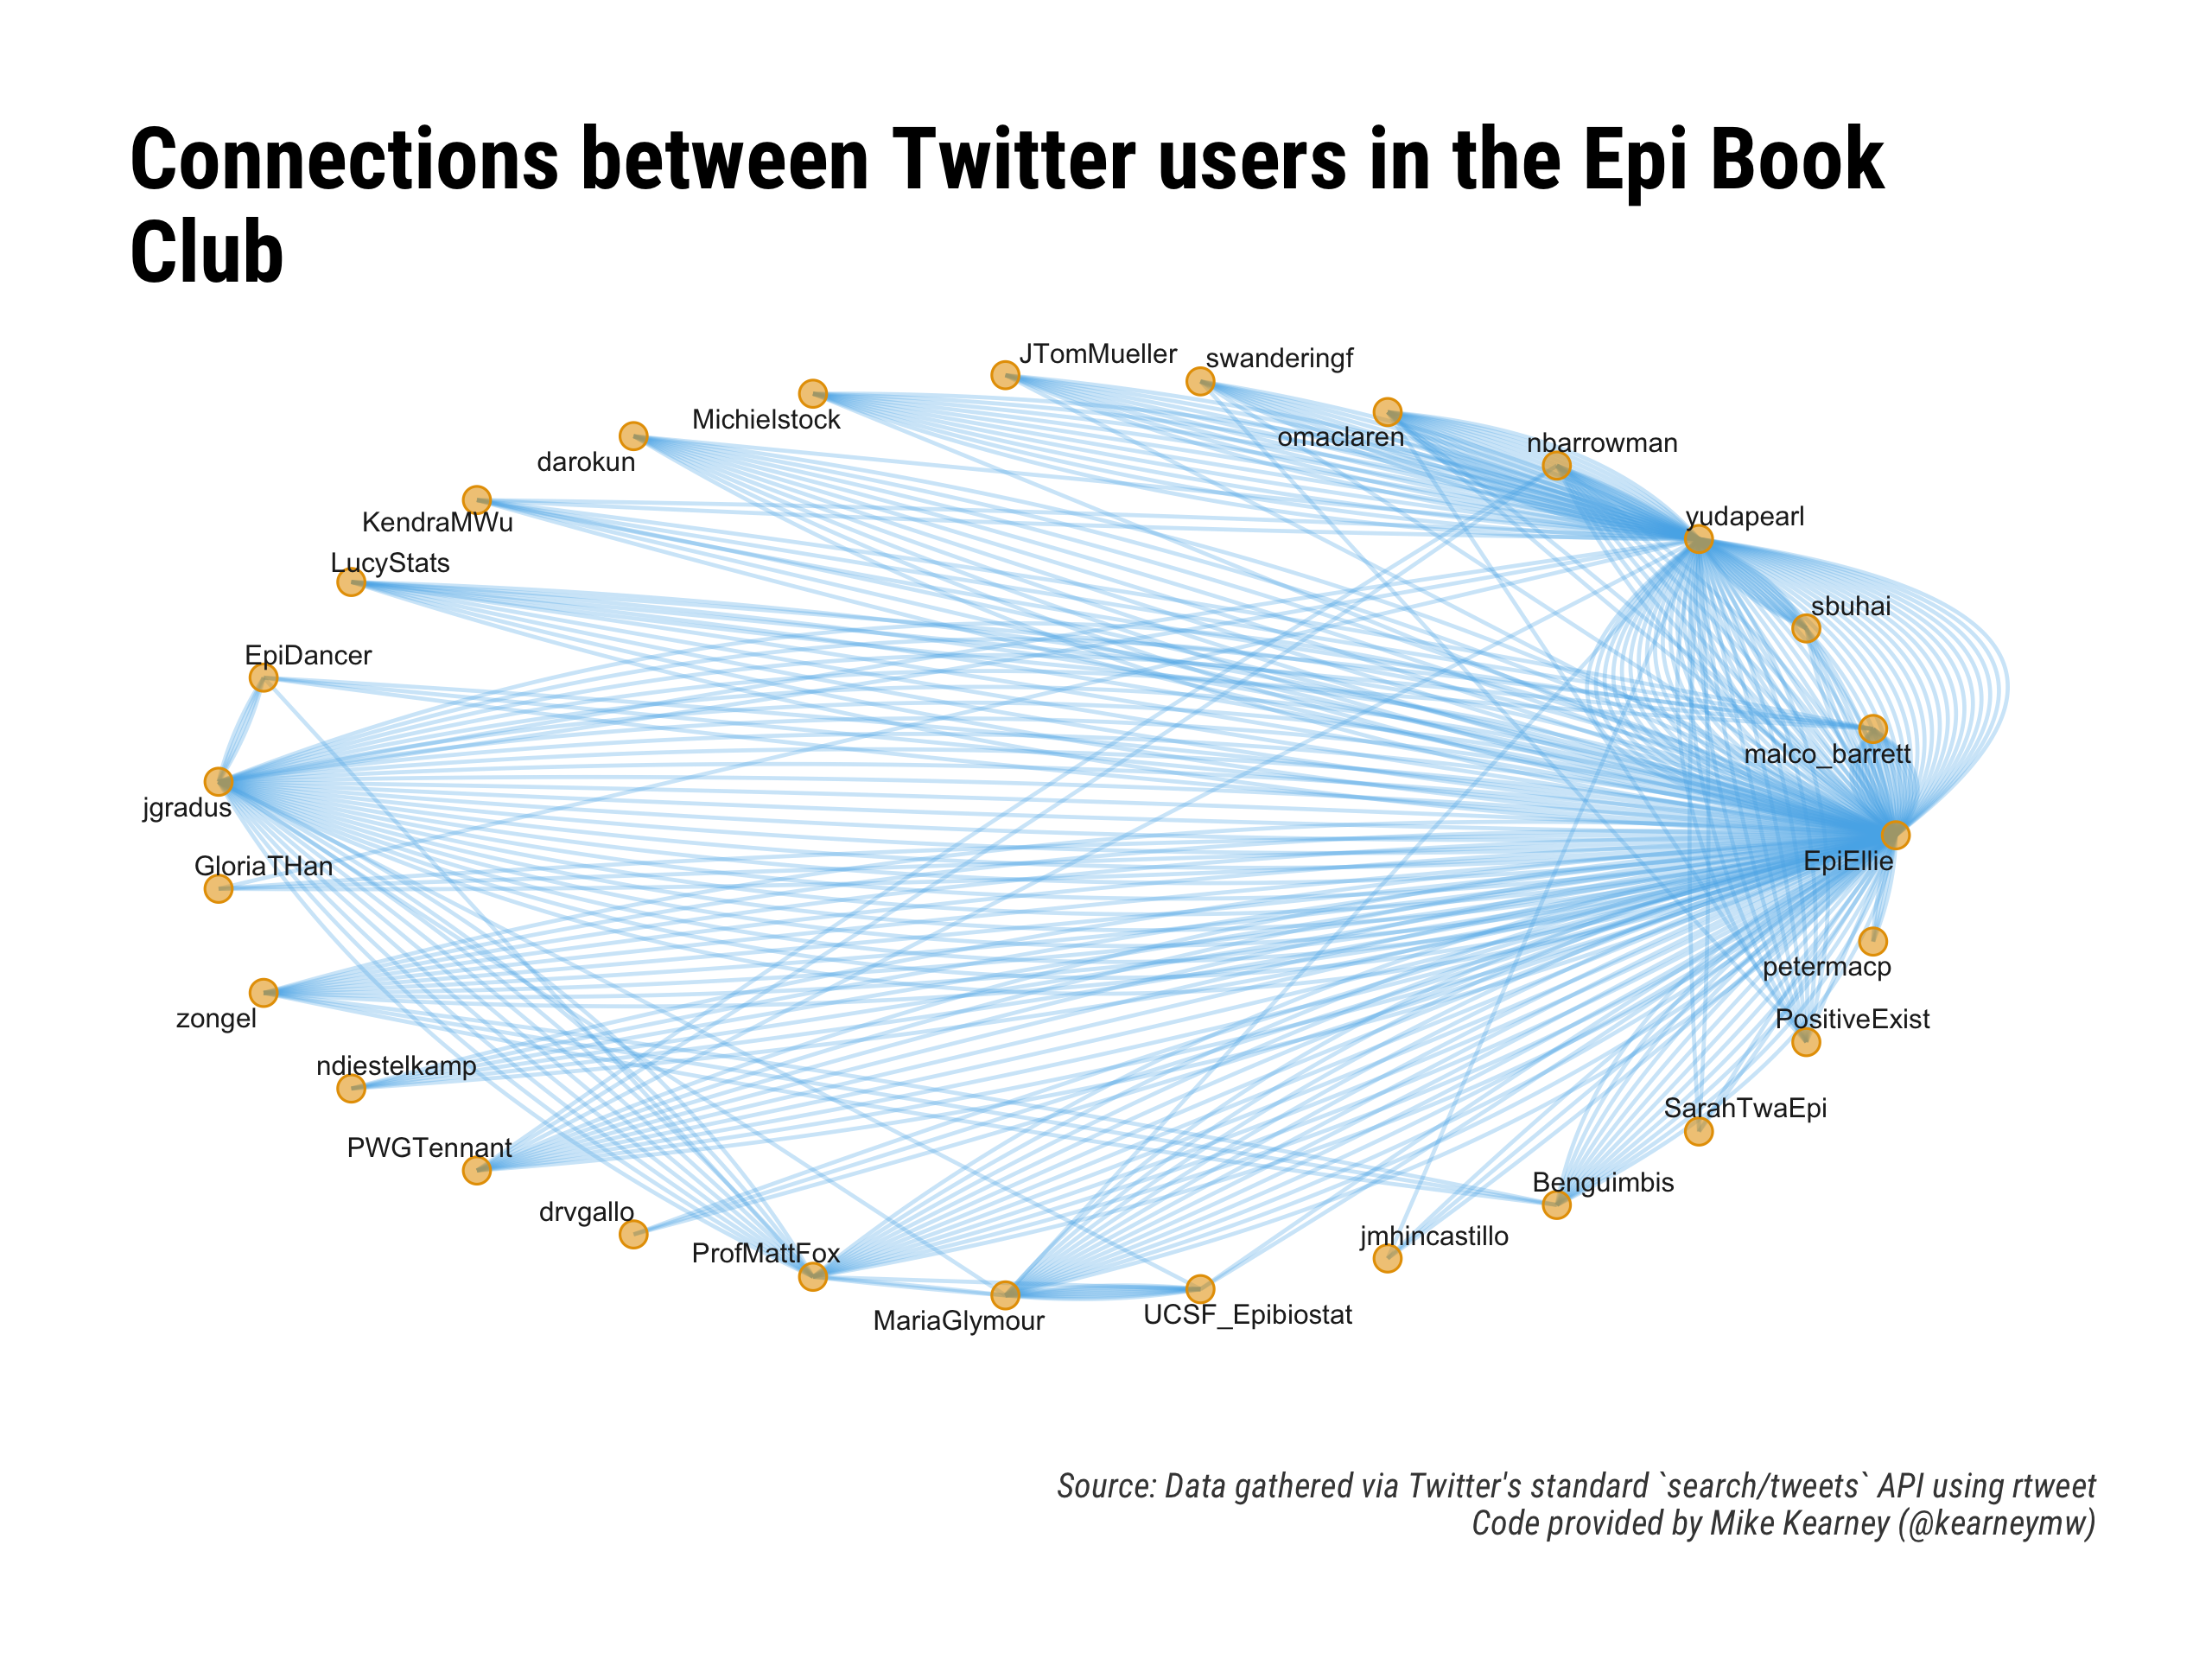 Connections between Twitter users in the Epi Book
Club
JTomMueller
swanderingf
Michielstock
omaclaren
nbarrowman
darokun
yudapearl
KendraMWu
LucyStats
sbuhai
EpiDancer
malco_barrett
jgradus
EpiEllie
GloriaTHan
petermacp
zongel
PositiveExist
ndiestelkamp
SarahTwaEpi
PWGTennant
Benguimbis
drvgallo
jmhincastillo
ProfMattFox
UCSF_Epibiostat
MariaGlymour
Source: Data gathered via Twitter's standard `search/tweets` API using rtweet
Code provided by Mike Kearney (@kearneymw)